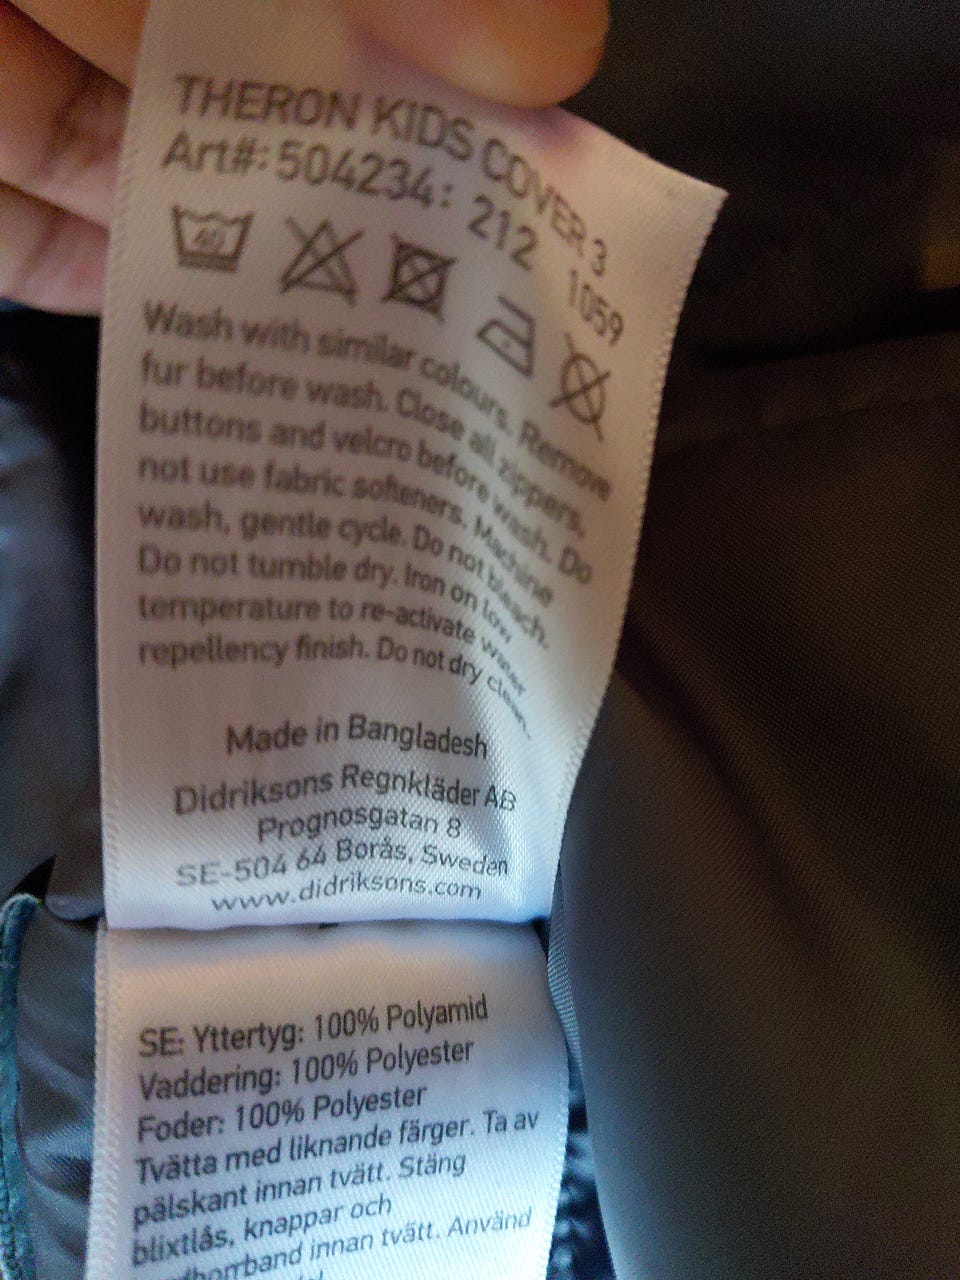 THERON KIDS COVER 3
Art#: 504234: 212 1059
40
Wash with similar colours. Remove
fur before wash. Close all zippers,
buttons and velcro before wash. Do
not use fabric softeners. Machine
wash, gentle cycle. Do not bleach.
Do not tumble dry. Iron on low
temperature to re-activate water
repellency finish. Do not dry clean.
Made in Bangladesh
Didriksons Regnkläder AB
Prognosgatan 8
SE-504 64 Borås, Sweden
www.didriksons.com
SE: Yttertyg: 100% Polyamid
Vaddering: 100% Polyester
Foder: 100% Polyester
Tvätta med liknande färger. Ta av
pälskant innan tvätt. Stäng
blixtlås, knappar och
innan tvätt. Använd